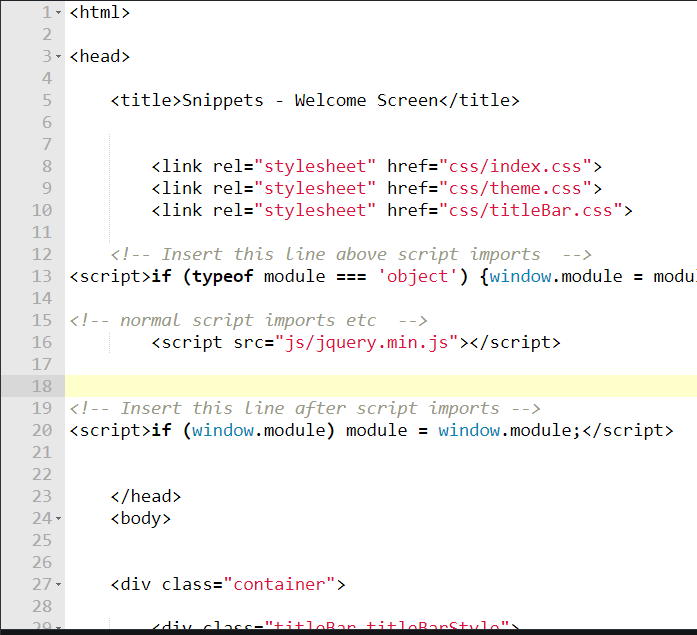 1 <html>
2
3 <head>
4
5 <title>Snippets - Welcome Screen</title>
6
7
8 <link rel="stylesheet" href="css/index.css">
9 <link rel="stylesheet" href="css/theme.css">
10 <link rel="stylesheet" href="css/titleBar.css">
11
12 <!-- Insert this line above script imports  -->
13 <script>if (typeof module === 'object') {window.module = modu
14
15 <!-- normal script imports etc  -->
16 <script src="js/jquery.min.js"></script>
17
18
19 <!-- Insert this line after script imports -->
20 <script>if (window.module) module = window.module;</script>
21
22
23 </head>
24 <body>
25
26
27 <div class="container">
28
29 <div class="titleBar titleBarStyle">